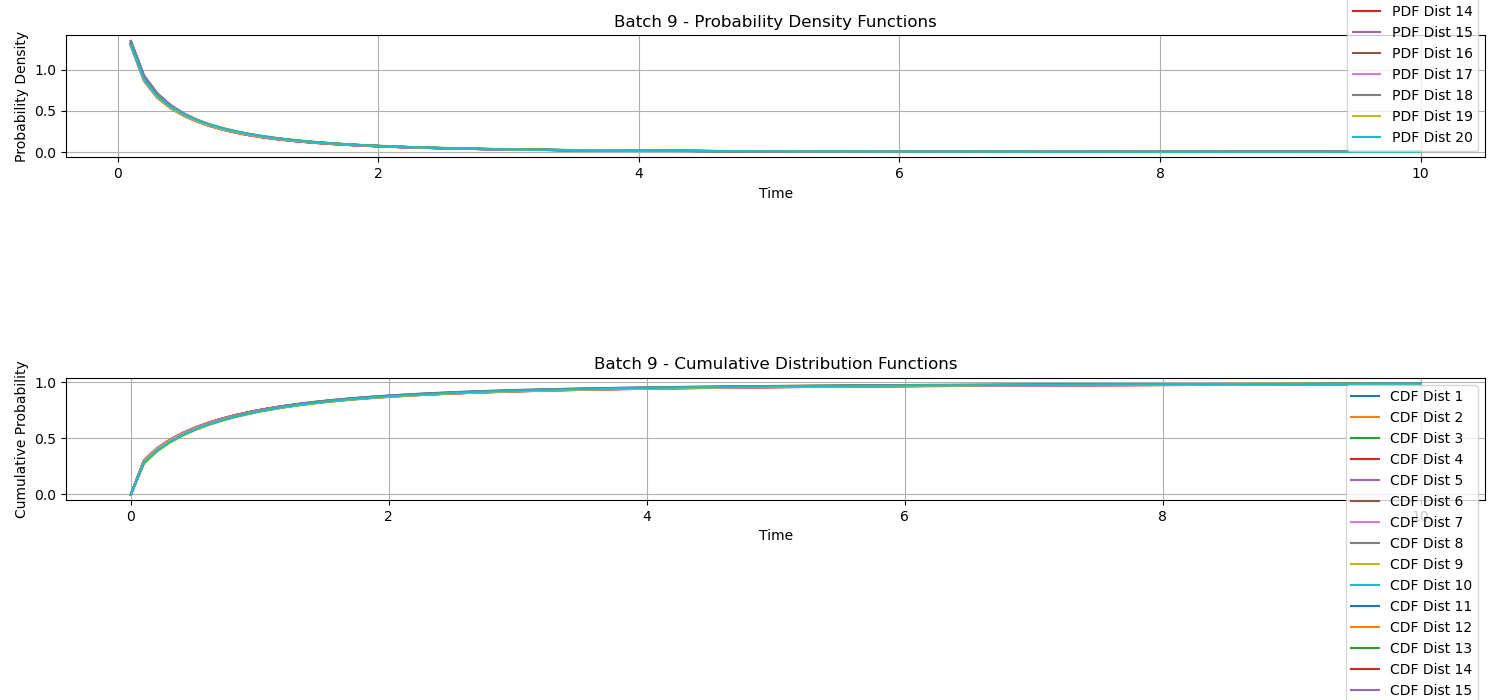 Batch 9 - Probability Density Functions
Probability Density
1.0
0.5
0.0
0 2 4 6 8 10
Time
PDF Dist 14
PDF Dist 15
PDF Dist 16
PDF Dist 17
PDF Dist 18
PDF Dist 19
PDF Dist 20
Batch 9 - Cumulative Distribution Functions
Cumulative Probability
1.0
0.5
0.0
0 2 4 6 8 10
Time
CDF Dist 1
CDF Dist 2
CDF Dist 3
CDF Dist 4
CDF Dist 5
CDF Dist 6
CDF Dist 7
CDF Dist 8
CDF Dist 9
CDF Dist 10
CDF Dist 11
CDF Dist 12
CDF Dist 13
CDF Dist 14
CDF Dist 15